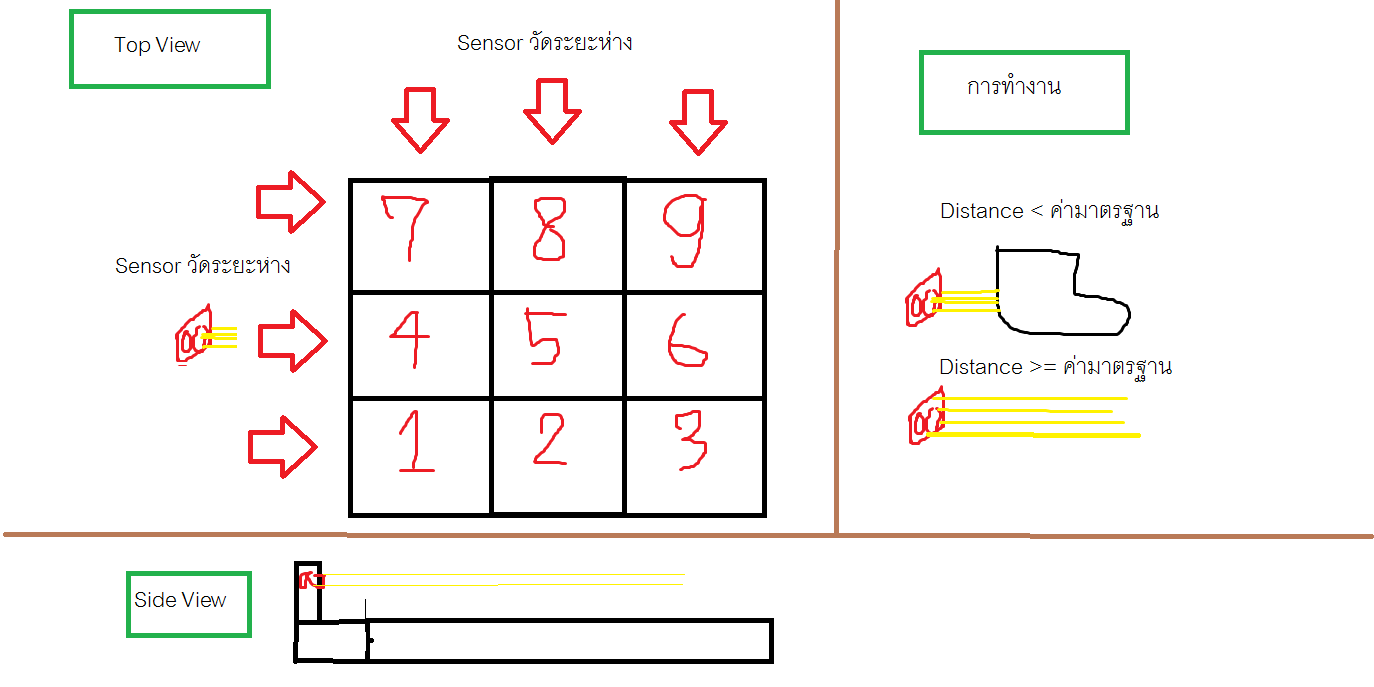 Top View
Sensor วัดระยะห่าง
การทำงาน
7 8 9
Distance < ค่ามาตรฐาน
Sensor วัดระยะห่าง
4 5 6
Distance >= ค่ามาตรฐาน
1 2 3
Side View